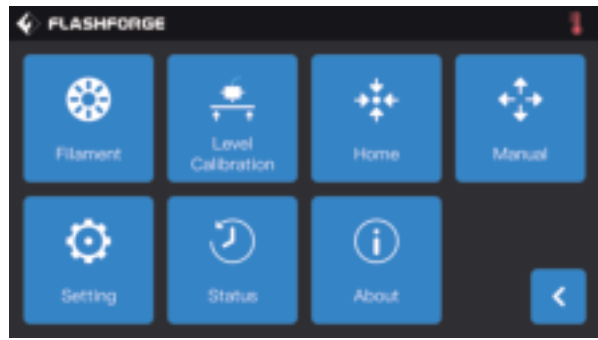 FLASHFORGE
Filament
Level
Calibration
Home
Manual
Setting
Status
About